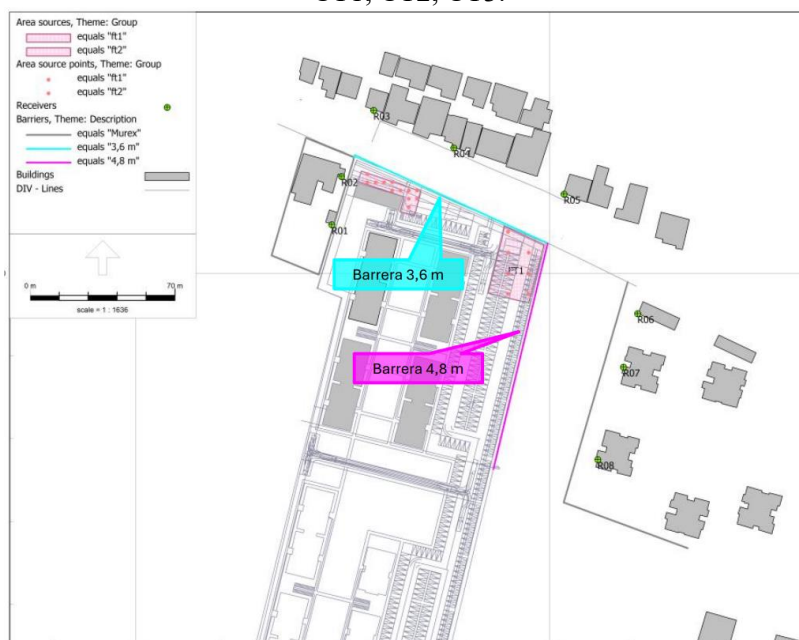 Area sources, Theme: Group
equals "ft1"
equals "ft2"
Area source points, Theme: Group
equals "ft1"
equals "ft2"
Receivers
Barriers, Theme: Description
equals "Murex"
equals "3,6 m"
equals "4,8 m"
Buildings
DIV - Lines
0 m
70 m
scale = 1 : 1636
R03
R04
R02
R05
R01
FT1
Barrera 3,6 m
R06
Barrera 4,8 m
R07
R08